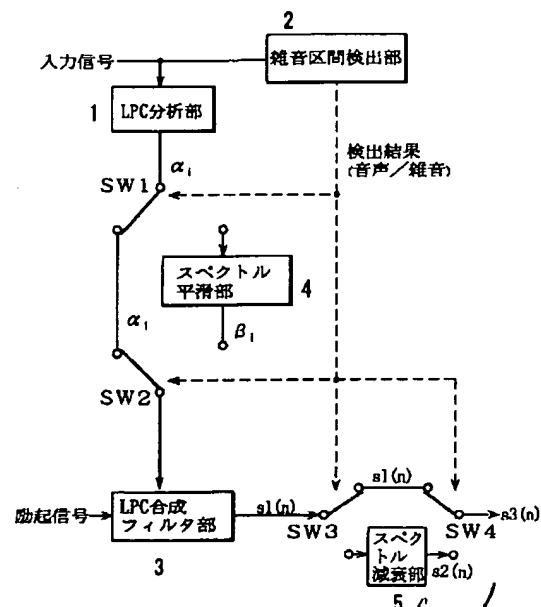 2
入力信号
雑音区間検出部
1
LPC分析部
検出結果
(音声/雑音)
αi
SW1
スペクトル
平滑部
4
αi
βi
SW2
励起信号
LPC合成
フィルタ部
s1(n)
SW3
s1(n)
SW4
s3(n)
スペク
トル
減衰部
s2(n)
3
5